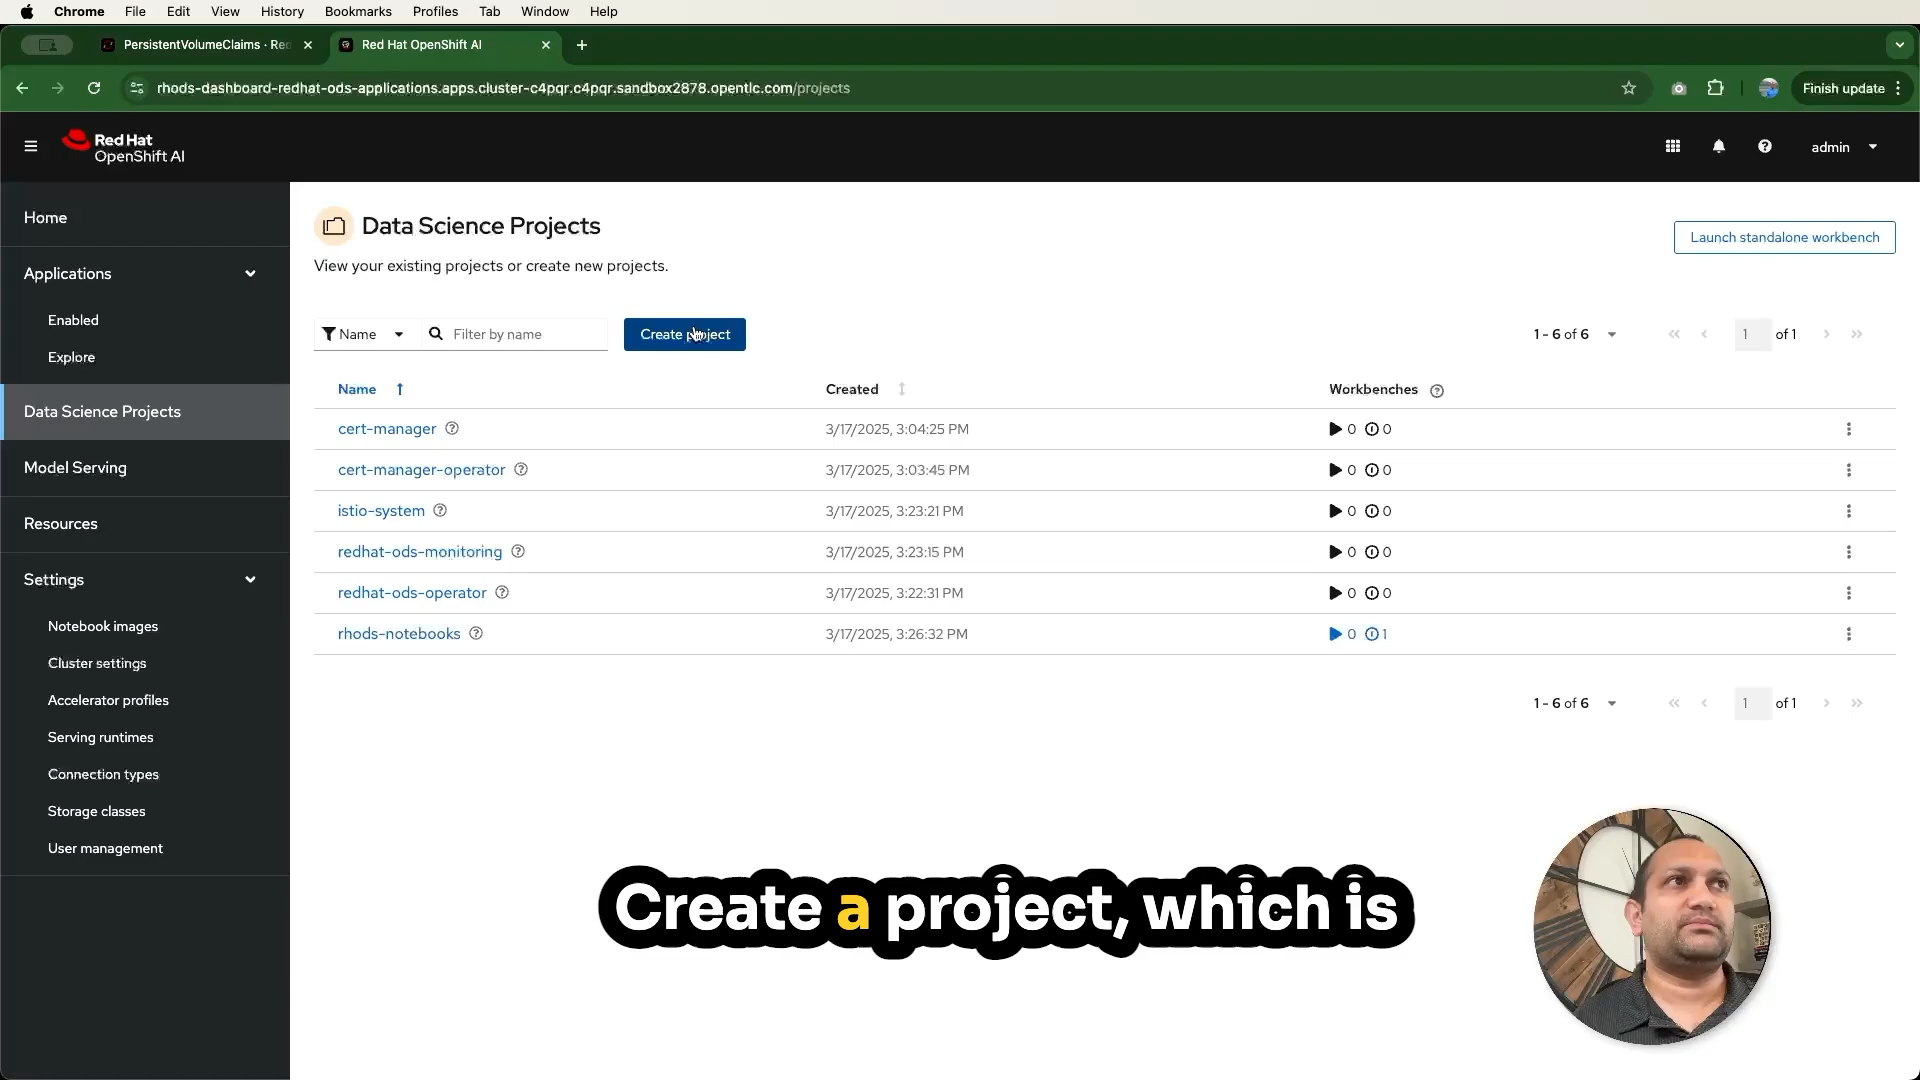 Chrome File Edit View History Bookmarks Profiles Tab Window Help
PersistentVolumeClaims · Red
Red Hat OpenShift AI
rhods-dashboard-redhat-ods-applications.apps.cluster-c4pqr.c4pqr.sandbox2878.opentlc.com/projects
Finish update
Red Hat
OpenShift AI
admin
Home
Applications
Enabled
Explore
Data Science Projects
Model Serving
Resources
Settings
Notebook images
Cluster settings
Accelerator profiles
Serving runtimes
Connection types
Storage classes
User management
Data Science Projects
Launch standalone workbench
View your existing projects or create new projects.
Name Filter by name Create project 1 - 6 of 6 1 of 1
Name Created Workbenches
cert-manager 3/17/2025, 3:04:25 PM 0 0
cert-manager-operator 3/17/2025, 3:03:45 PM 0 0
istio-system 3/17/2025, 3:23:21 PM 0 0
redhat-ods-monitoring 3/17/2025, 3:23:15 PM 0 0
redhat-ods-operator 3/17/2025, 3:22:31 PM 0 0
rhods-notebooks 3/17/2025, 3:26:32 PM 0 1
1 - 6 of 6 1 of 1
Create a project, which is